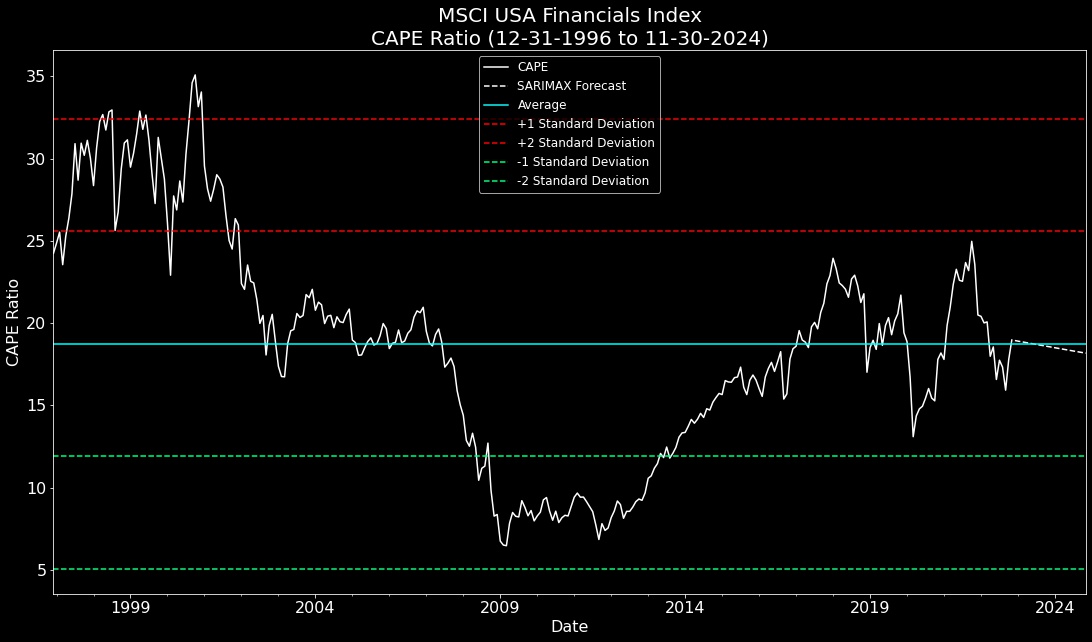 MSCI USA Financials Index
CAPE Ratio (12-31-1996 to 11-30-2024)
CAPE
SARIMAX Forecast
Average
+1 Standard Deviation
+2 Standard Deviation
-1 Standard Deviation
-2 Standard Deviation
CAPE Ratio
35
30
25
20
15
10
5
1999 2004 2009 2014 2019 2024
Date